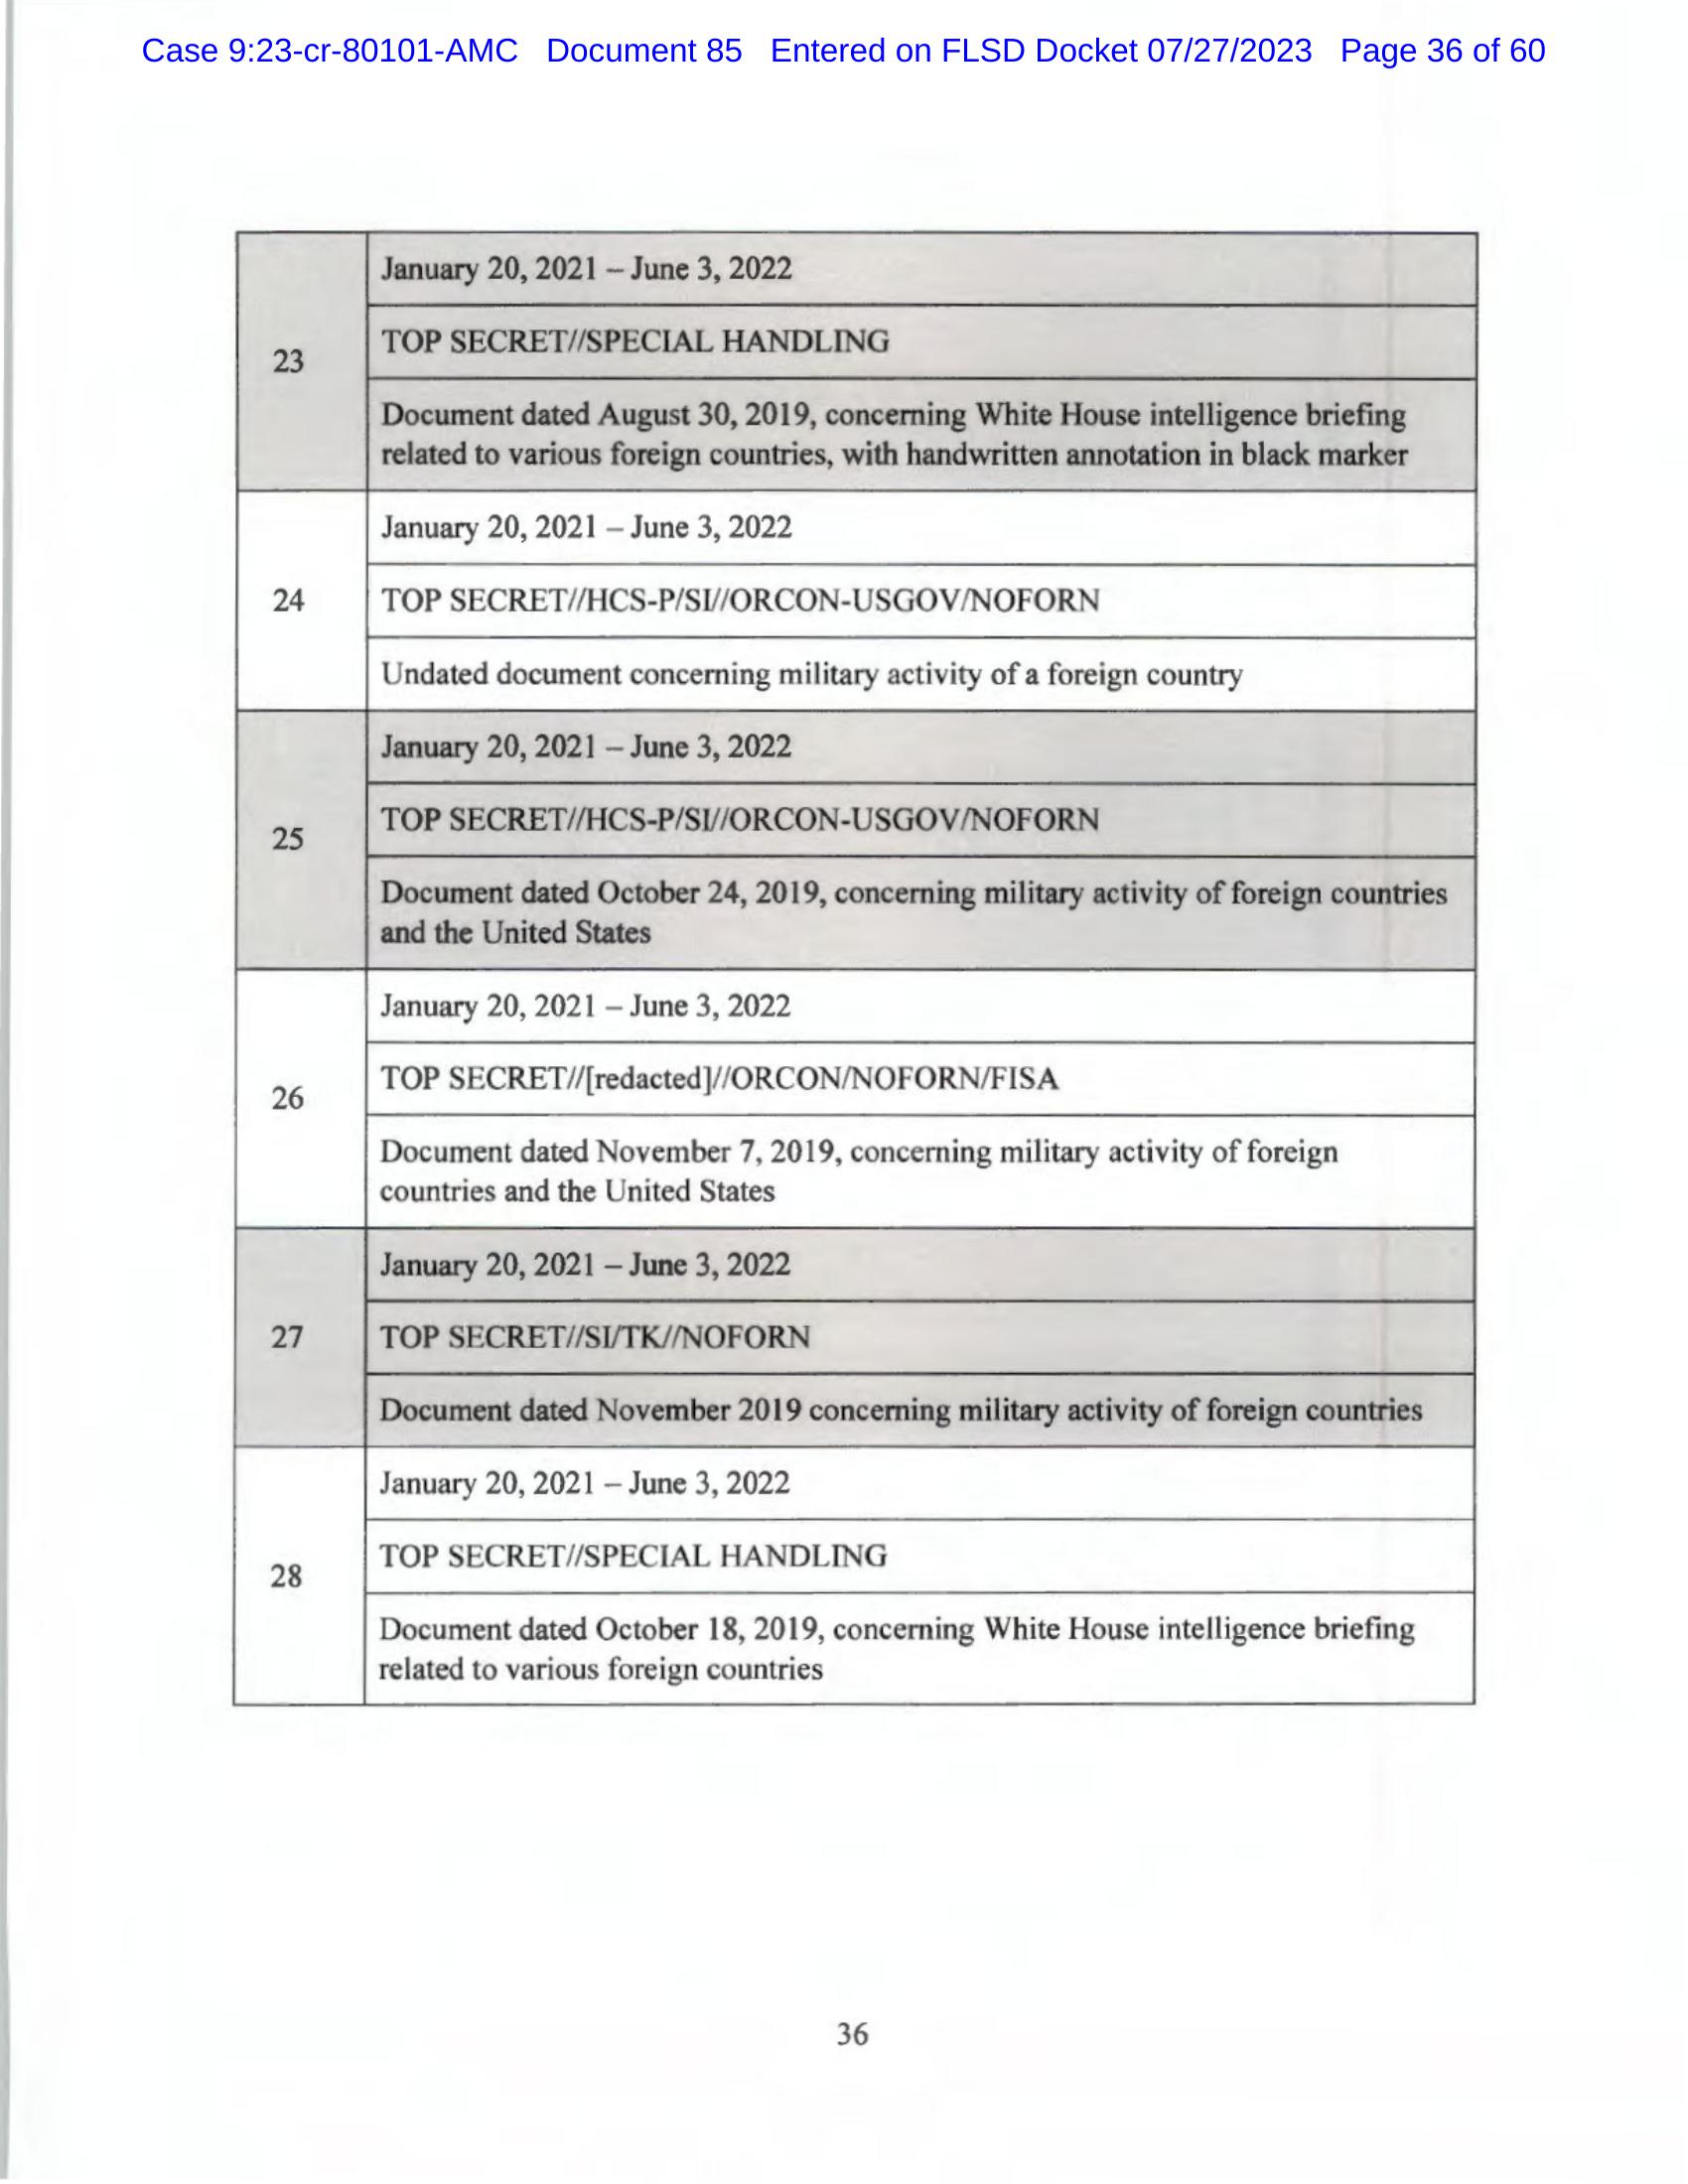 Case 9:23-cr-80101-AMC Document 85 Entered on FLSD Docket 07/27/2023 Page 36 of 60
23
January 20, 2021 – June 3, 2022
TOP SECRET//SPECIAL HANDLING
Document dated August 30, 2019, concerning White House intelligence briefing
related to various foreign countries, with handwritten annotation in black marker
24
January 20, 2021 – June 3, 2022
TOP SECRET//HCS-P/SI//ORCON-USGOV/NOFORN
Undated document concerning military activity of a foreign country
25
January 20, 2021 – June 3, 2022
TOP SECRET//HCS-P/SI//ORCON-USGOV/NOFORN
Document dated October 24, 2019, concerning military activity of foreign countries
and the United States
26
January 20, 2021 – June 3, 2022
TOP SECRET//[redacted]//ORCON/NOFORN/FISA
Document dated November 7, 2019, concerning military activity of foreign
countries and the United States
27
January 20, 2021 – June 3, 2022
TOP SECRET//SI/TK//NOFORN
Document dated November 2019 concerning military activity of foreign countries
28
January 20, 2021 – June 3, 2022
TOP SECRET//SPECIAL HANDLING
Document dated October 18, 2019, concerning White House intelligence briefing
related to various foreign countries
36